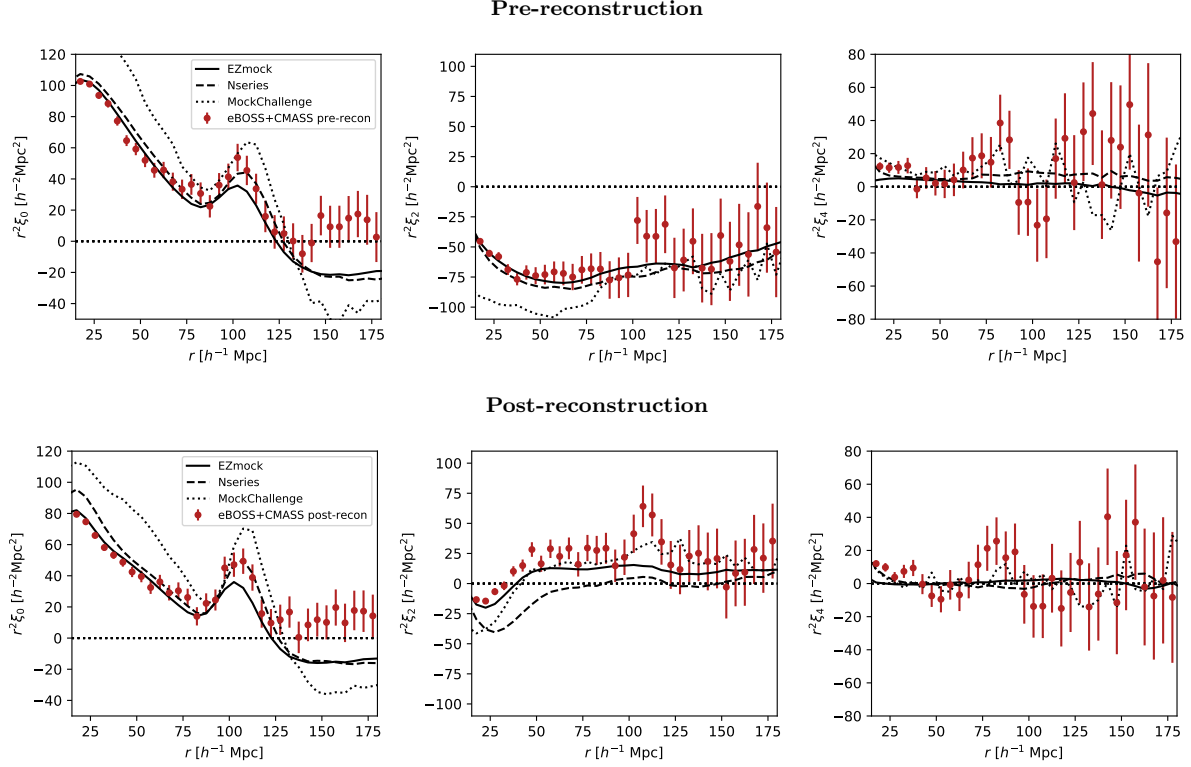 Pre-reconstruction
120
100
80
60
40
20
0
−20
−40
r²ξ₀ [h⁻²Mpc²]
EZmock
Nseries
MockChallenge
eBOSS+CMASS pre-recon
25 50 75 100 125 150 175
r [h⁻¹ Mpc]
100
75
50
25
0
−25
−50
−75
−100
r²ξ₂ [h⁻²Mpc²]
25 50 75 100 125 150 175
r [h⁻¹ Mpc]
80
60
40
20
0
−20
−40
−60
−80
r²ξ₄ [h⁻²Mpc²]
25 50 75 100 125 150 175
r [h⁻¹ Mpc]
Post-reconstruction
120
100
80
60
40
20
0
−20
−40
r²ξ₀ [h⁻²Mpc²]
EZmock
Nseries
MockChallenge
eBOSS+CMASS post-recon
25 50 75 100 125 150 175
r [h⁻¹ Mpc]
100
75
50
25
0
−25
−50
−75
−100
r²ξ₂ [h⁻²Mpc²]
25 50 75 100 125 150 175
r [h⁻¹ Mpc]
80
60
40
20
0
−20
−40
−60
−80
r²ξ₄ [h⁻²Mpc²]
25 50 75 100 125 150 175
r [h⁻¹ Mpc]